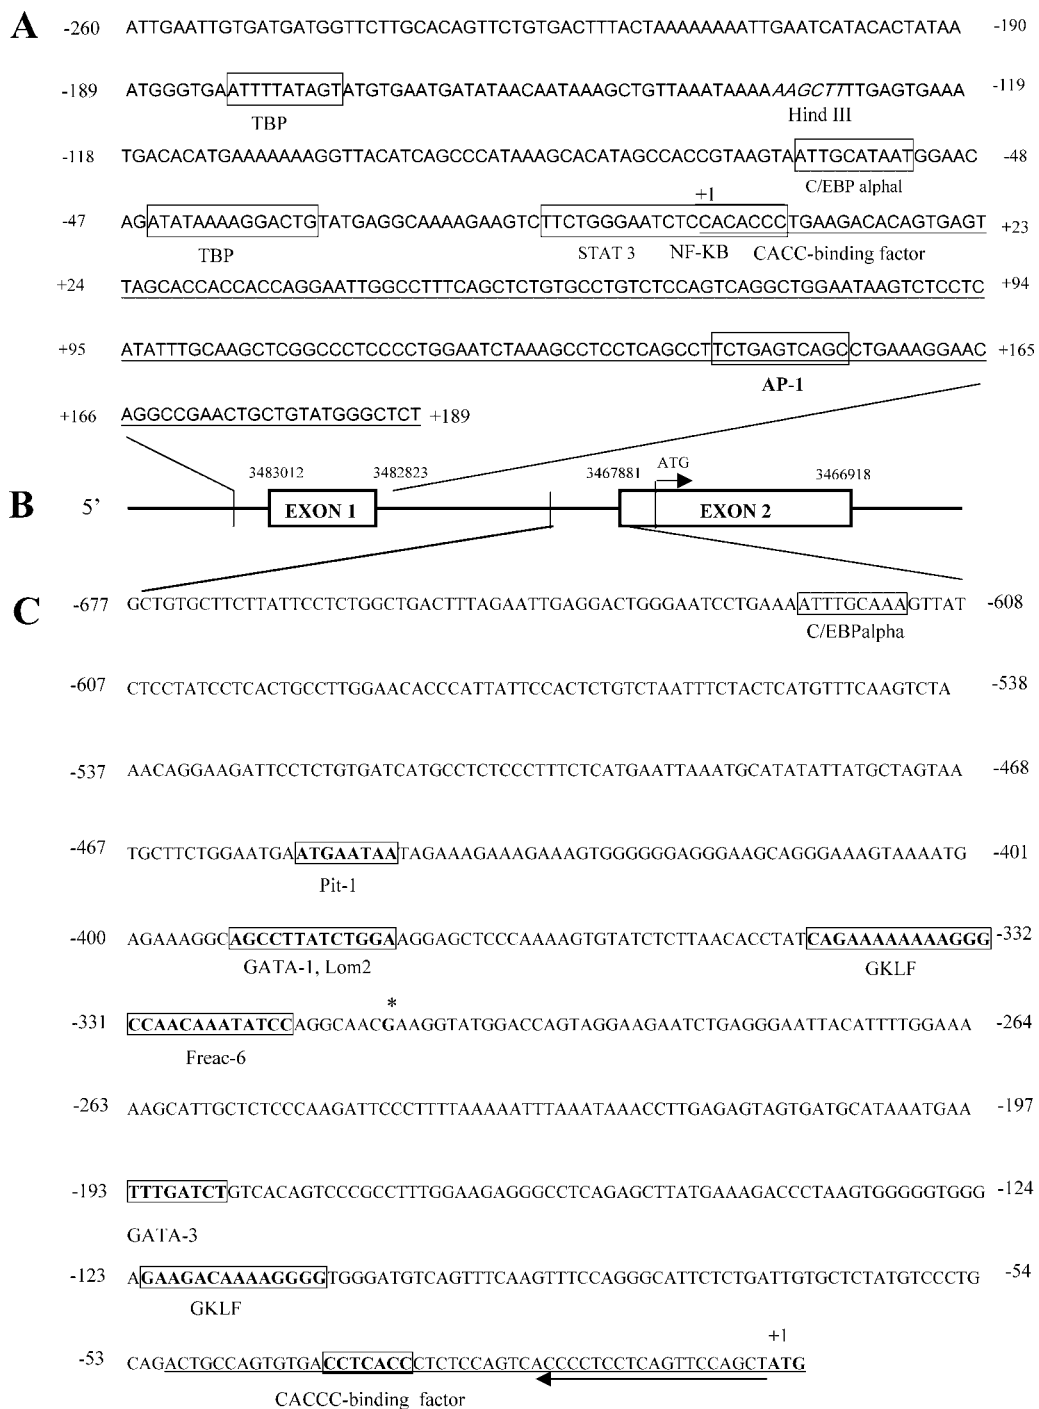 A -260 ATTGAATTGTGATGATGGTTCTTGCACAGTTCTGTGACTTTACTAAAAAAAATTGAATCATACACTATAA -190
-189 ATGGGTGAATTTTATAGTATGTGAATGATATAACAATAAAGCTGTTAAATAAAAAAGCTTTTGAGTGAAA -119
TBP Hind III
-118 TGACACATGAAAAAAAGGTTACATCAGCCCATAAAGCACATAGCCACCGTAAGTAATTGCATAATGGAAC -48
C/EBP alphal
+1
-47 AGATATAAAAGGACTGTATGAGGCAAAAGAAGTCTTCTGGGAATCTCCACACCCTGAAGACACAGTGAGT +23
TBP STAT 3 NF-KB CACC-binding factor
+24 TAGCACCACCACCAGGAATTGGCCTTTCAGCTCTGTGCCTGTCTCCAGTCAGGCTGGAATAAGTCTCCTC +94
+95 ATATTTGCAAGCTCGGCCCTCCCCTGGAATCTAAAGCCTCCTCAGCCTTCTGAGTCAGCCTGAAAGGAAC +165
AP-1
+166 AGGCCGAACTGCTGTATGGGCTCT +189
3483012 3482823 3467881 ATG 3466918
B 5’ EXON 1 EXON 2
C -677 GCTGTGCTTCTTATTCCTCTGGCTGACTTTAGAATTGAGGACTGGGAATCCTGAAAATTTGCAAAGTTAT -608
C/EBPalpha
-607 CTCCTATCCTCACTGCCTTGGAACACCCATTATTCCACTCTGTCTAATTTCTACTCATGTTTCAAGTCTA -538
-537 AACAGGAAGATTCCTCTGTGATCATGCCTCTCCCTTTCTCATGAATTAAATGCATATATTATGCTAGTAA -468
-467 TGCTTCTGGAATGAATGAATAATAGAAAGAAAGAAAGTGGGGGGAGGGAAGCAGGGAAAGTAAAATG -401
Pit-1
-400 AGAAAGGCAGCCTTATCTGGAAGGAGCTCCCAAAAGTGTATCTCTTAACACCTATCAGAAAAAAAAGGG -332
GATA-1, Lom2 GKLF
*
-331 CCAACAAATATCCAGGCAACGAAGGTATGGACCAGTAGGAAGAATCTGAGGGAATTACATTTTGGAAA -264
Freac-6
-263 AAGCATTGCTCTCCCAAGATTCCCTTTTAAAAATTTAAATAAACCTTGAGAGTAGTGATGCATAAATGAA -197
-193 TTTGATCTGTCACAGTCCCGCCTTTGGAAGAGGGCCTCAGAGCTTATGAAAGACCCTAAGTGGGGGTGGG -124
GATA-3
-123 AGAAGACAAAAGGGGTGGGATGTCAGTTTCAAGTTTCCAGGGCATTCTCTGATTGTGCTCTATGTCCCTG -54
GKLF
+1
-53 CAGACTGCCAGTGTGACCTCACCCTCTCCAGTCACCCCTCCTCAGTTCCAGCTATG
CACCC-binding factor